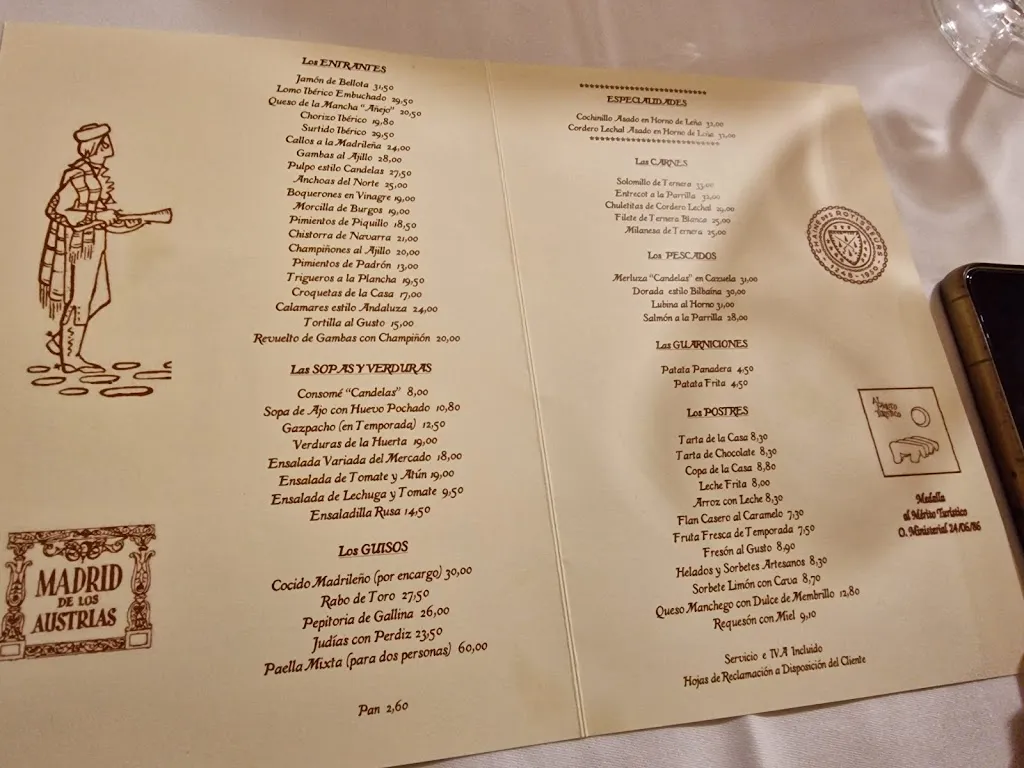 Los ENTRANTES
Jamón de Bellota 31,50
Lomo Ibérico Embuchado 29,50
Queso de la Mancha "Añejo" 20,50
Chorizo Ibérico 19,80
Surtido Ibérico 29,50
Callos a la Madrileña 24,00
Gambas al Ajillo 28,00
Pulpo estilo Candelas 27,50
Anchoas del Norte 25,00
Boquerones en Vinagre 19,00
Morcilla de Burgos 19,00
Pimientos de Piquillo 18,50
Chistorra de Navarra 21,00
Champiñones al Ajillo 20,00
Pimientos de Padrón 13,00
Trigueros a la Plancha 19,50
Croquetas de la Casa 17,00
Calamares estilo Andaluza 24,00
Tortilla al Gusto 15,00
Revuelto de Gambas con Champiñón 20,00
Las SOPAS Y VERDURAS
Consomé "Candelas" 8,00
Sopa de Ajo con Huevo Pochado 10,80
Gazpacho (en Temporada) 12,50
Verduras de la Huerta 19,00
Ensalada Variada del Mercado 18,00
Ensalada de Tomate y Atún 19,00
Ensalada de Lechuga y Tomate 9,50
Ensaladilla Rusa 14,50
Los GUISOS
Cocido Madrileño (por encargo) 30,00
Rabo de Toro 27,50
Pepitoria de Gallina 26,00
Judías con Perdiz 23,50
Paella Mixta (para dos personas) 60,00
Pan 2,60
MADRID
DE LOS
AUSTRIAS
ESPECIALIDADES
Cochinillo Asado en Horno de Leña 32,00
Cordero Lechal Asado en Horno de Leña 32,00
Las CARNES
Solomillo de Ternera 33,00
Entrecot a la Parrilla 32,00
Chuletitas de Cordero Lechal 29,00
Filete de Ternera Blanca 25,00
Milanesa de Ternera 25,00
Los PESCADOS
Merluza "Candelas" en Cazuela 31,00
Dorada estilo Bilbaína 30,00
Lubina al Horno 31,00
Salmón a la Parrilla 28,00
Las GUARNICIONES
Patata Panadera 4,50
Patata Frita 4,50
Los POSTRES
Tarta de la Casa 8,30
Tarta de Chocolate 8,30
Copa de la Casa 8,80
Leche Frita 8,00
Arroz con Leche 8,30
Flan Casero al Caramelo 7,30
Fruta Fresca de Temporada 7,50
Fresón al Gusto 8,90
Helados y Sorbetes Artesanos 8,30
Sorbete Limón con Cava 8,70
Queso Manchego con Dulce de Membrillo 12,80
Requesón con Miel 9,10
Servicio e IVA Incluido
Hojas de Reclamación a Disposición del Cliente
CHAINE DES ROTISSEURS
1248 - 1950
Medalla
al Mérito Turístico
O. Ministerial 24/06/86